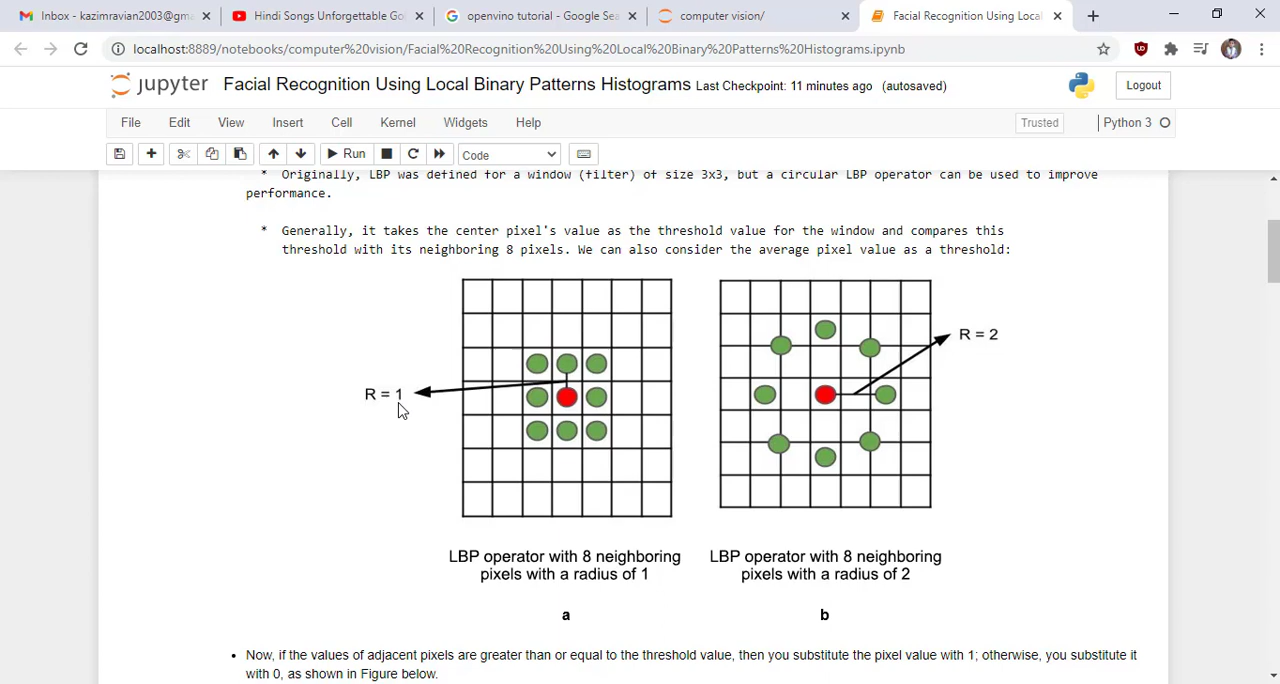 Inbox - kazimravian2003@gma
Hindi Songs Unforgettable Go
openvino tutorial - Google Sea
computer vision/
Facial Recognition Using Local
localhost:8889/notebooks/computer%20vision/Facial%20Recognition%20Using%20Local%20Binary%20Patterns%20Histograms.ipynb
jupyter Facial Recognition Using Local Binary Patterns Histograms Last Checkpoint: 11 minutes ago (autosaved)
Logout
File Edit View Insert Cell Kernel Widgets Help
Trusted
Python 3
Run
Code
* Originally, LBP was defined for a window (filter) of size 3x3, but a circular LBP operator can be used to improve
performance.
* Generally, it takes the center pixel's value as the threshold value for the window and compares this
threshold with its neighboring 8 pixels. We can also consider the average pixel value as a threshold:
R = 1
R = 2
LBP operator with 8 neighboring
pixels with a radius of 1
a
LBP operator with 8 neighboring
pixels with a radius of 2
b
• Now, if the values of adjacent pixels are greater than or equal to the threshold value, then you substitute the pixel value with 1; otherwise, you substitute it
with 0, as shown in Figure below.